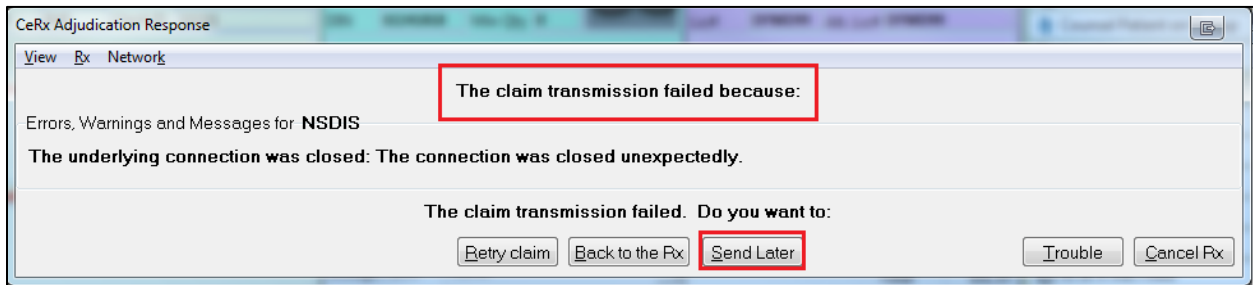 CeRx Adjudication Response
View Rx Network
The claim transmission failed because:
Errors, Warnings and Messages for NSDIS
The underlying connection was closed: The connection was closed unexpectedly.
The claim transmission failed. Do you want to:
Retry claim Back to the Rx Send Later Trouble Cancel Rx